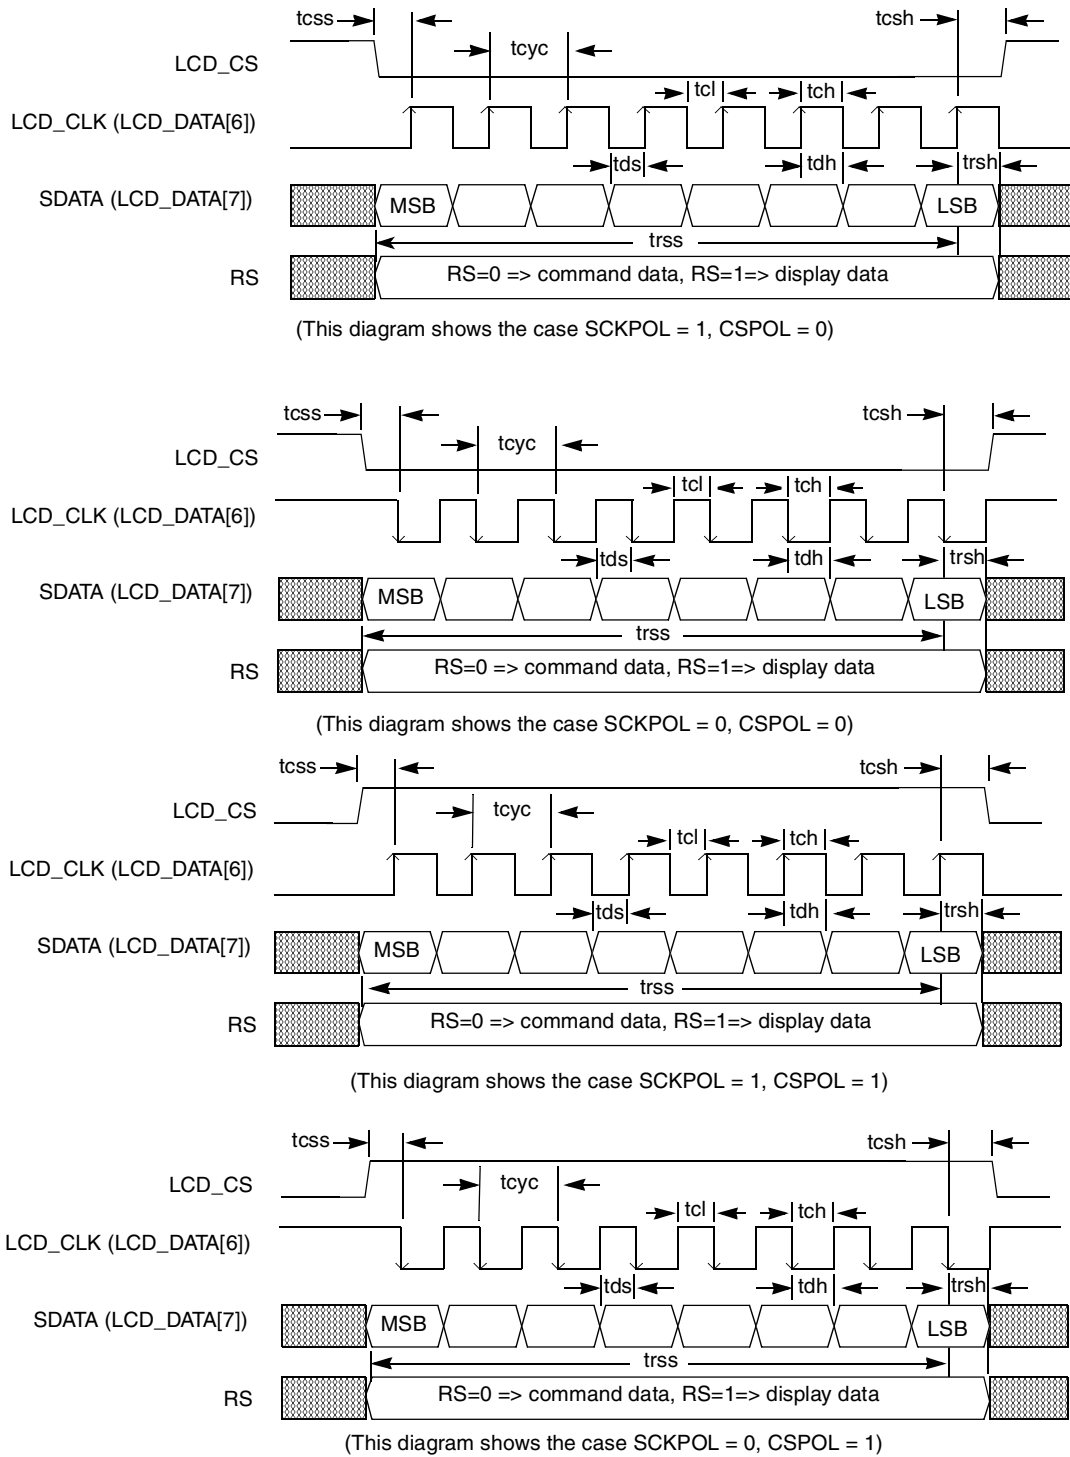 tcss
tcsh
tcyc
LCD_CS
tcl
tch
LCD_CLK (LCD_DATA[6])
tds
tdh
trsh
SDATA (LCD_DATA[7])
MSB
LSB
trss
RS
RS=0 => command data, RS=1=> display data
(This diagram shows the case SCKPOL = 1, CSPOL = 0)
tcss
tcsh
tcyc
LCD_CS
tcl
tch
LCD_CLK (LCD_DATA[6])
tds
tdh
trsh
SDATA (LCD_DATA[7])
MSB
LSB
trss
RS
RS=0 => command data, RS=1=> display data
(This diagram shows the case SCKPOL = 0, CSPOL = 0)
tcss
tcsh
tcyc
LCD_CS
tcl
tch
LCD_CLK (LCD_DATA[6])
tds
tdh
trsh
SDATA (LCD_DATA[7])
MSB
LSB
trss
RS
RS=0 => command data, RS=1=> display data
(This diagram shows the case SCKPOL = 1, CSPOL = 1)
tcss
tcsh
tcyc
LCD_CS
tcl
tch
LCD_CLK (LCD_DATA[6])
tds
tdh
trsh
SDATA (LCD_DATA[7])
MSB
LSB
trss
RS
RS=0 => command data, RS=1=> display data
(This diagram shows the case SCKPOL = 0, CSPOL = 1)